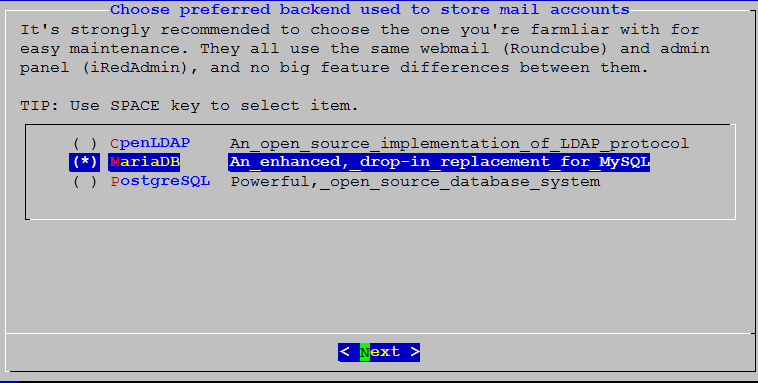 Choose preferred backend used to store mail accounts
It's strongly recommended to choose the one you're farmliar with for
easy maintenance. They all use the same webmail (Roundcube) and admin
panel (iRedAdmin), and no big feature differences between them.
TIP: Use SPACE key to select item.
( ) OpenLDAP An_open_source_implementation_of_LDAP_protocol
(*) MariaDB An_enhanced,_drop-in_replacement_for_MySQL
( ) PostgreSQL Powerful,_open_source_database_system
< Next >